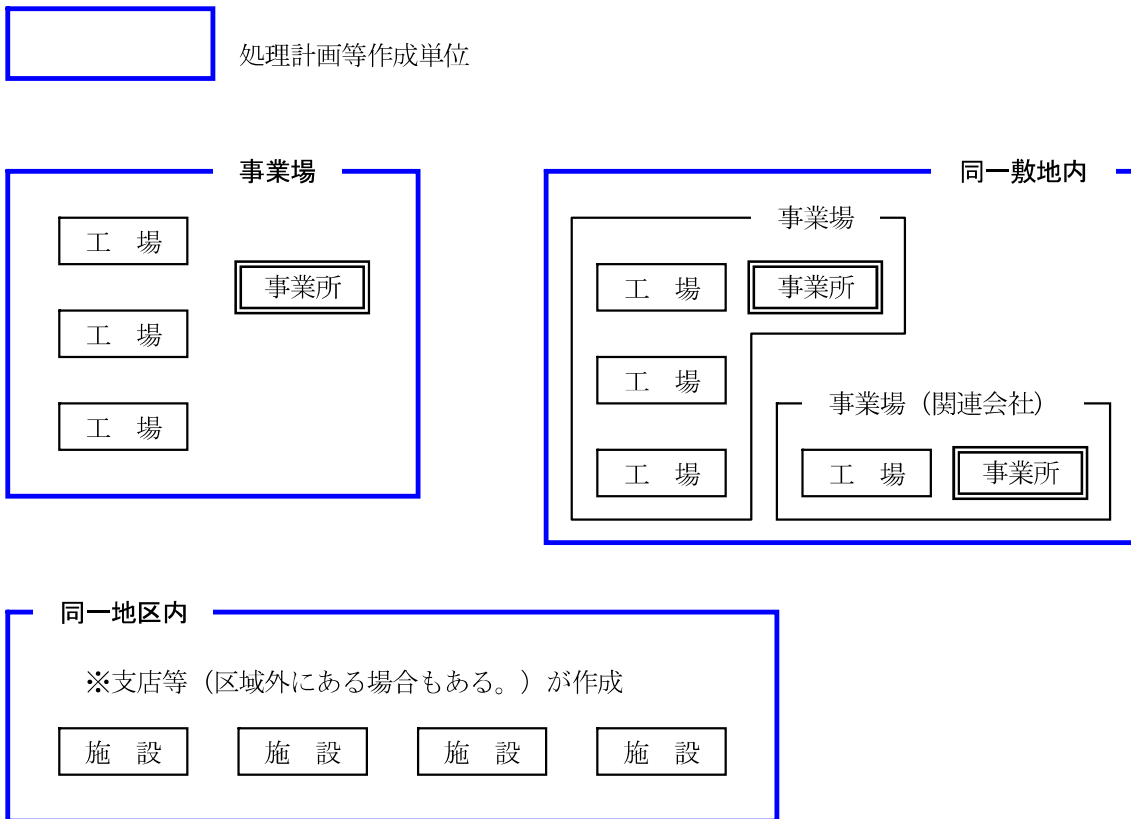 処理計画等作成単位
事業場
工 場
事業所
工 場
工 場
同一敷地内
事業場
工 場
事業所
工 場
工 場
事業場（関連会社）
工 場
事業所
同一地区内
※支店等（区域外にある場合もある。）が作成
施 設
施 設
施 設
施 設